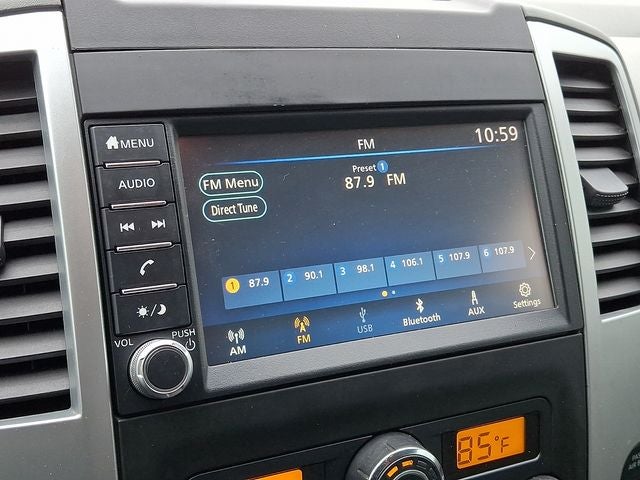 MENU
AUDIO
VOL
PUSH
FM
10:59
FM Menu
Direct Tune
Preset 1
87.9 FM
1 87.9 2 90.1 3 98.1 4 106.1 5 107.9 6 107.9
AM FM USB Bluetooth AUX Settings
85°F